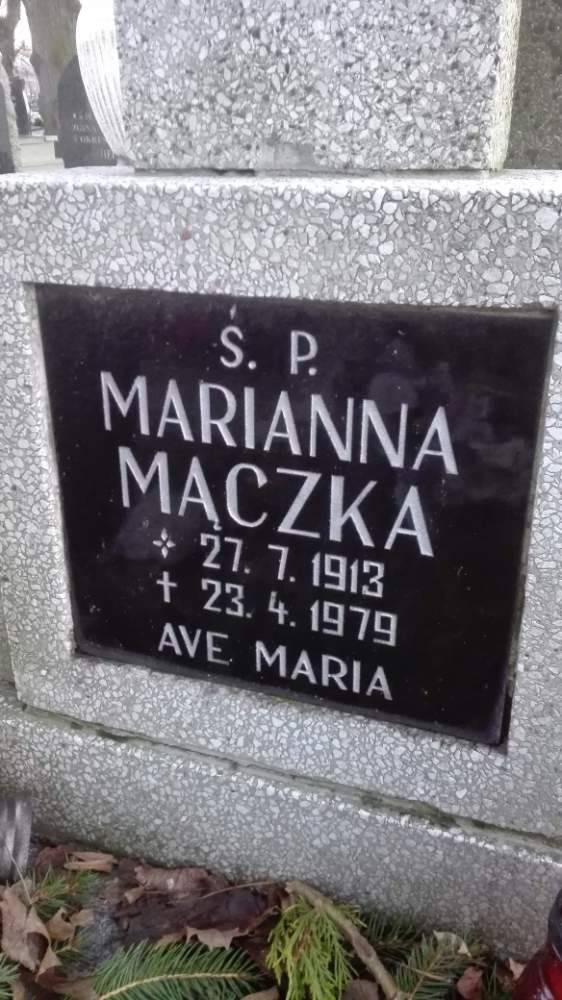 Ś. P.
MARIANNA
MĄCZKA
27. 7. 1913
† 23. 4. 1979
AVE MARIA